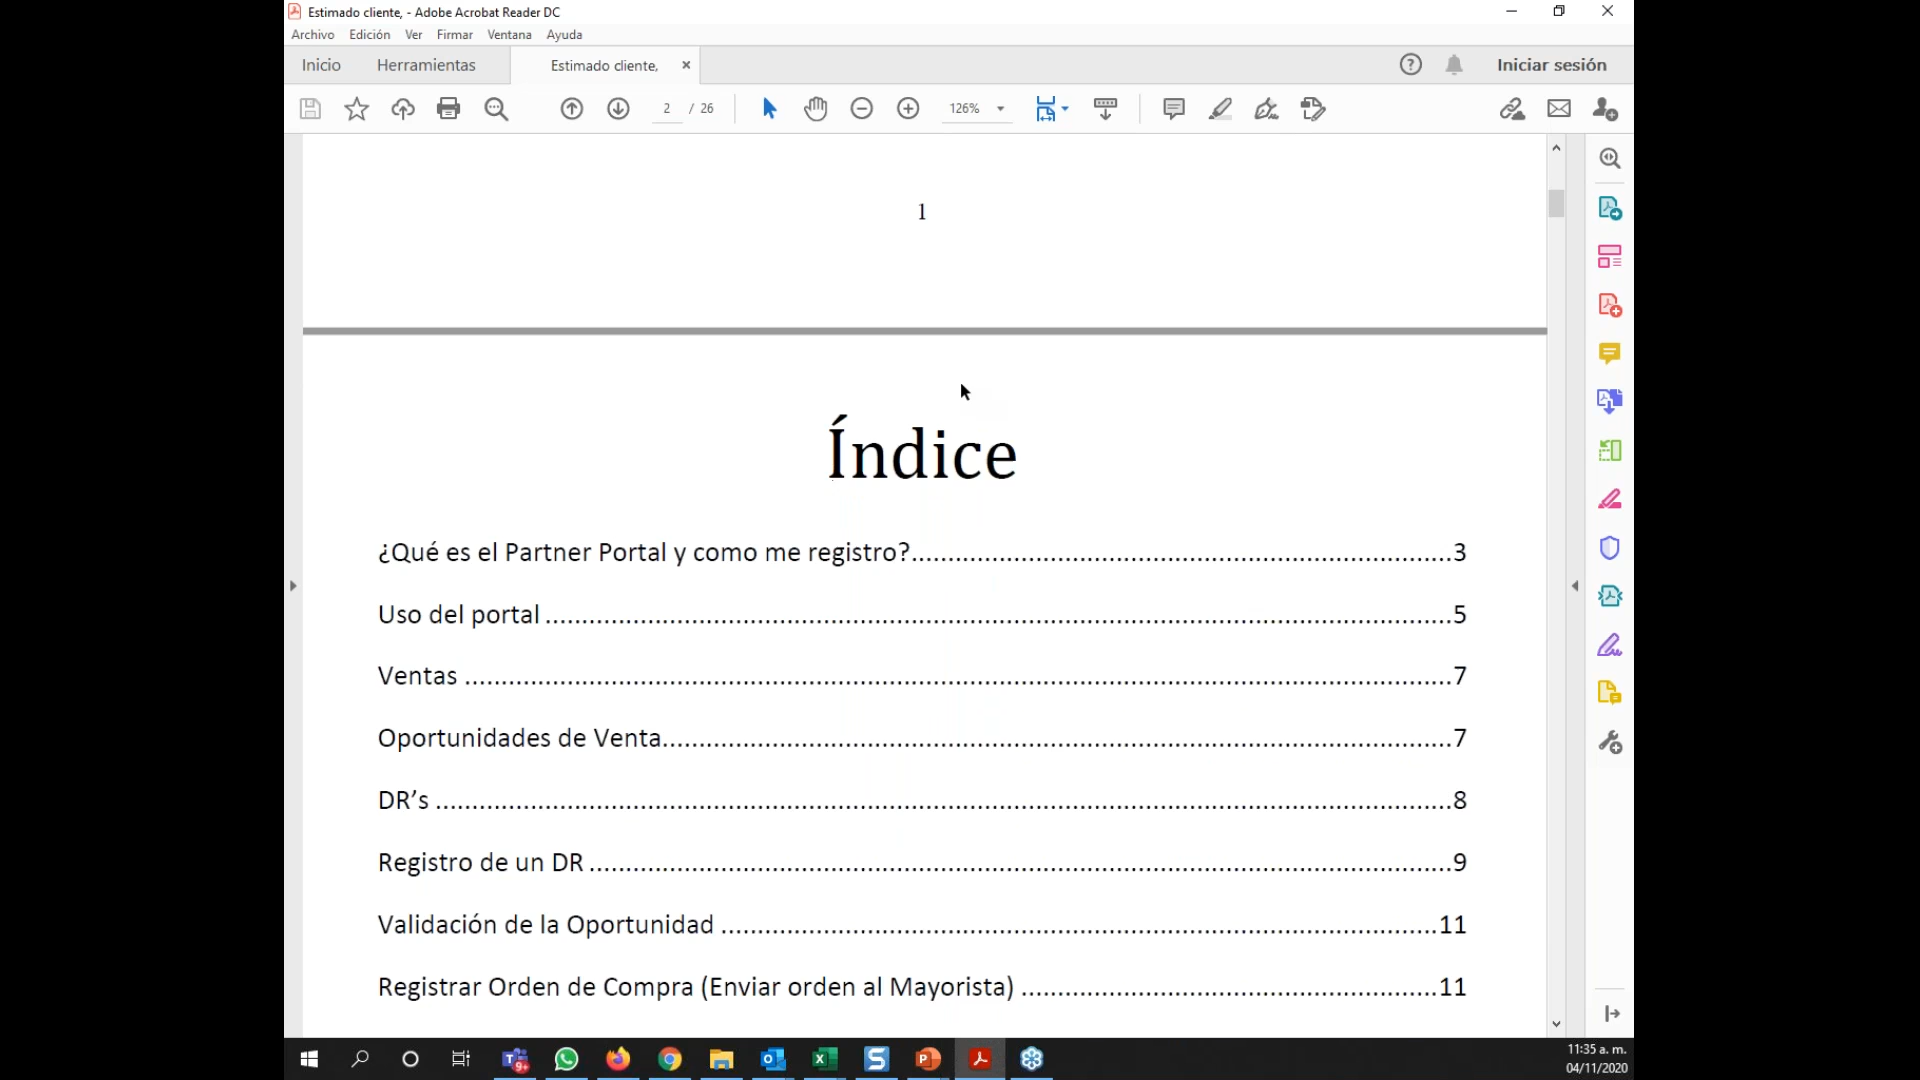 Estimado cliente, - Adobe Acrobat Reader DC
Archivo Edición Ver Firmar Ventana Ayuda
Inicio Herramientas Estimado cliente, Iniciar sesión
2 / 26 126%
1
Índice
¿Qué es el Partner Portal y como me registro?..........................................................................3
Uso del portal ............................................................................................................................5
Ventas .......................................................................................................................................7
Oportunidades de Venta............................................................................................................7
DR’s ...........................................................................................................................................8
Registro de un DR ......................................................................................................................9
Validación de la Oportunidad ..................................................................................................11
Registrar Orden de Compra (Enviar orden al Mayorista) .........................................................11
9+
11:35 a. m.
04/11/2020